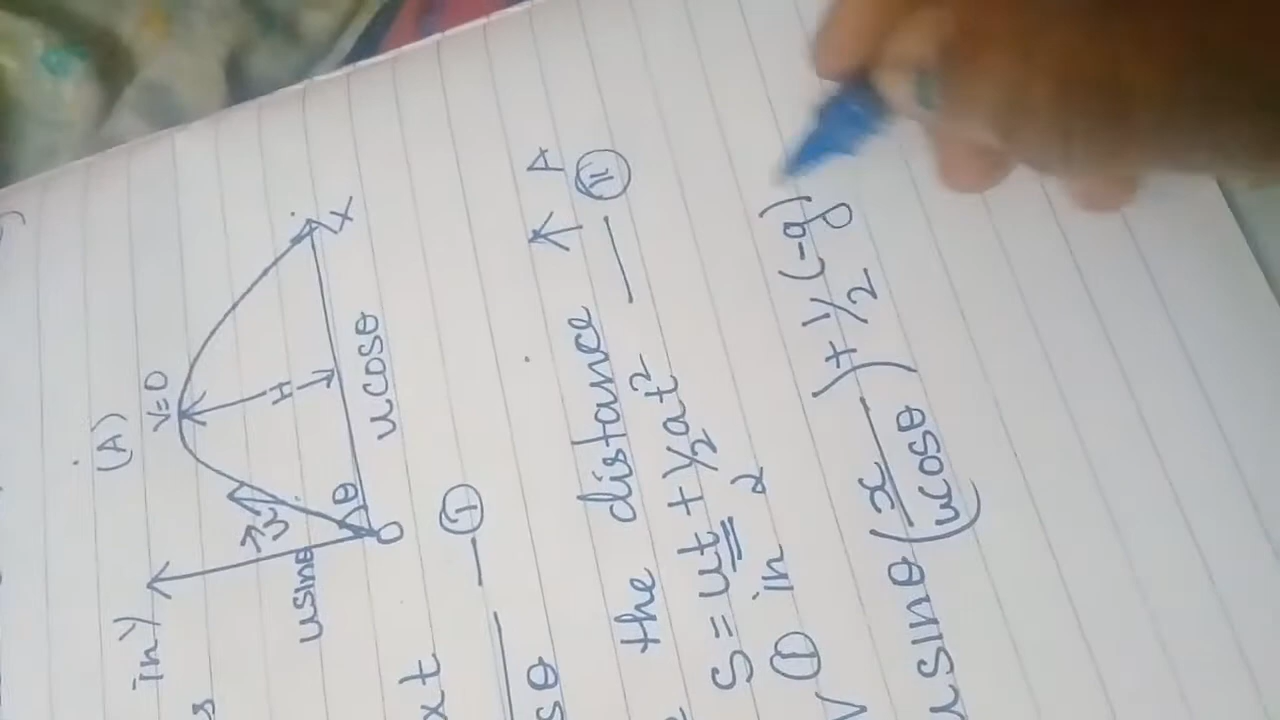 (A)
in y
V=0
H
u
usinθ
θ
O
X
ucosθ
xt
— ①
sθ
the distance ↑
S = ut + ½at² — ②
① in 2
usinθ (x/ucosθ) + ½ (-g)